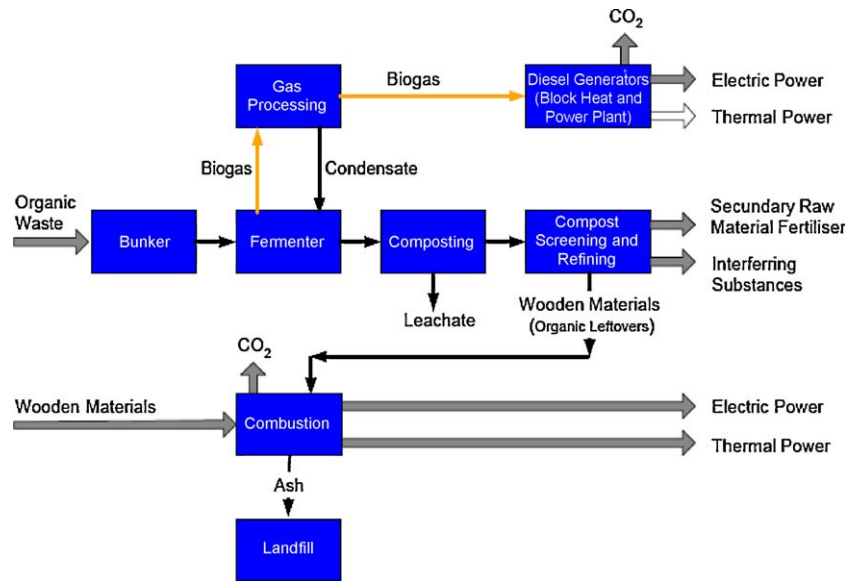 CO2
Gas
Processing
Biogas
Diesel Generators
(Block Heat and
Power Plant)
Electric Power
Thermal Power
Biogas
Condensate
Organic
Waste
Bunker
Fermenter
Composting
Compost
Screening and
Refining
Secundary Raw
Material Fertiliser
Interferring
Substances
Leachate
Wooden Materials
(Organic Leftovers)
CO2
Wooden Materials
Combustion
Electric Power
Thermal Power
Ash
Landfill